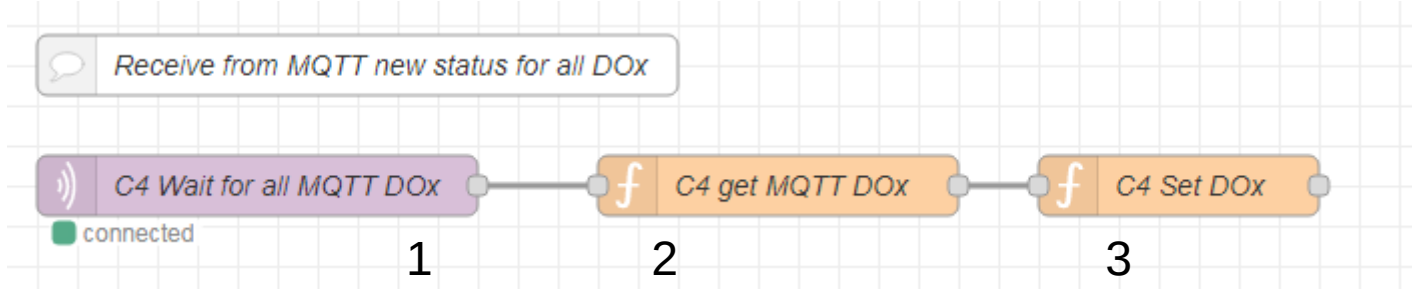 Receive from MQTT new status for all DOx
C4 Wait for all MQTT DOx
C4 get MQTT DOx
C4 Set DOx
connected
1
2
3